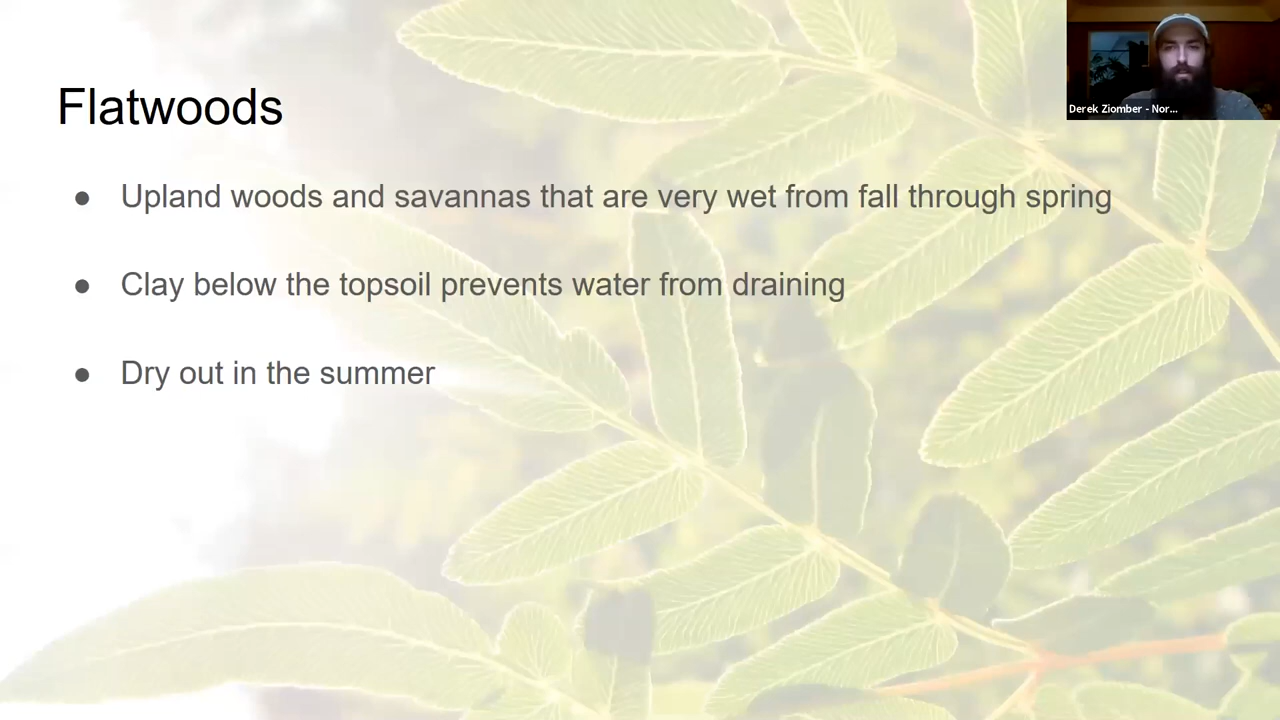 Flatwoods
● Upland woods and savannas that are very wet from fall through spring
● Clay below the topsoil prevents water from draining
● Dry out in the summer
Derek Ziomber - Nor...